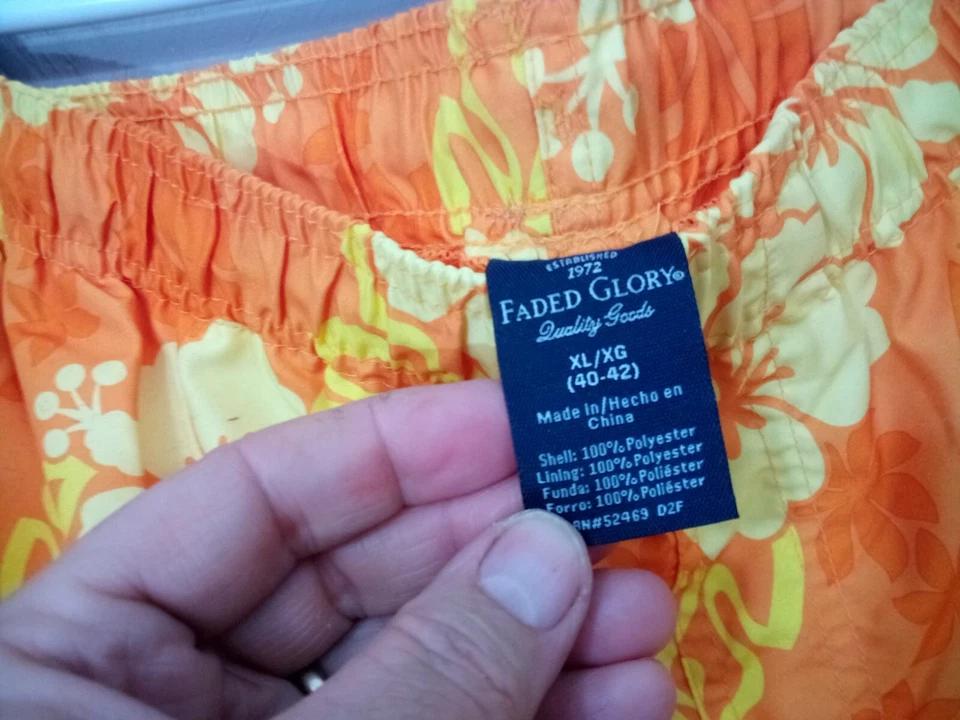 ESTABLISHED
1972
FADED GLORY®
Quality Goods
XL/XG
(40-42)
Made in/Hecho en
China
Shell: 100% Polyester
Lining: 100% Polyester
Funda: 100% Poliéster
Forro: 100% Poliéster
RN#52469 D2F